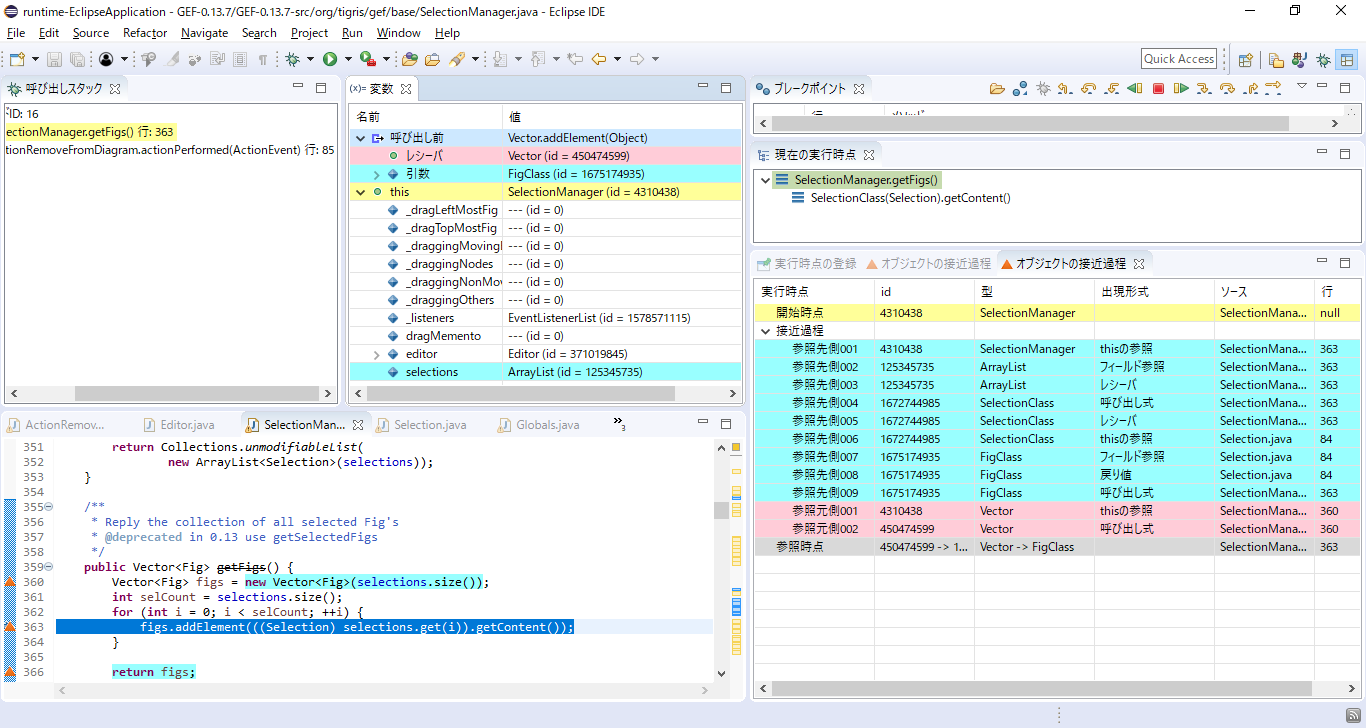 runtime-EclipseApplication - GEF-0.13.7/GEF-0.13.7-src/org/tigris/gef/base/SelectionManager.java - Eclipse IDE
File Edit Source Refactor Navigate Search Project Run Window Help
Quick Access
呼び出しスタック
ID: 16
ectionManager.getFigs() 行: 363
tionRemoveFromDiagram.actionPerformed(ActionEvent) 行: 85
(x)= 変数
名前 値
呼び出し前 Vector.addElement(Object)
レシーバ Vector (id = 450474599)
引数 FigClass (id = 1675174935)
this SelectionManager (id = 4310438)
_dragLeftMostFig --- (id = 0)
_dragTopMostFig --- (id = 0)
_draggingMovingI --- (id = 0)
_draggingNodes --- (id = 0)
_draggingNonMov --- (id = 0)
_draggingOthers --- (id = 0)
_listeners EventListenerList (id = 1578571115)
dragMemento --- (id = 0)
editor Editor (id = 371019845)
selections ArrayList (id = 125345735)
ブレークポイント
現在の実行時点
SelectionManager.getFigs()
SelectionClass(Selection).getContent()
実行時点の登録 オブジェクトの接近過程 オブジェクトの接近過程
実行時点 id 型 出現形式 ソース 行
開始時点 4310438 SelectionManager SelectionMana... null
接近過程
参照先側001 4310438 SelectionManager thisの参照 SelectionMana... 363
参照先側002 125345735 ArrayList フィールド参照 SelectionMana... 363
参照先側003 125345735 ArrayList レシーバ SelectionMana... 363
参照先側004 1672744985 SelectionClass 呼び出し式 SelectionMana... 363
参照先側005 1672744985 SelectionClass レシーバ SelectionMana... 363
参照先側006 1672744985 SelectionClass thisの参照 Selection.java 84
参照先側007 1675174935 FigClass フィールド参照 Selection.java 84
参照先側008 1675174935 FigClass 戻り値 Selection.java 84
参照先側009 1675174935 FigClass 呼び出し式 SelectionMana... 363
参照元側001 4310438 Vector thisの参照 SelectionMana... 360
参照元側002 450474599 Vector 呼び出し式 SelectionMana... 360
参照時点 450474599 -> 1... Vector -> FigClass SelectionMana... 363
ActionRemov... Editor.java SelectionMan... Selection.java Globals.java »3
351 return Collections.unmodifiableList(
352 new ArrayList<Selection>(selections));
353 }
354
355 /**
356 * Reply the collection of all selected Fig's
357 * @deprecated in 0.13 use getSelectedFigs
358 */
359 public Vector<Fig> getFigs() {
360 Vector<Fig> figs = new Vector<Fig>(selections.size());
361 int selCount = selections.size();
362 for (int i = 0; i < selCount; ++i) {
363 figs.addElement(((Selection) selections.get(i)).getContent());
364 }
365
366 return figs;